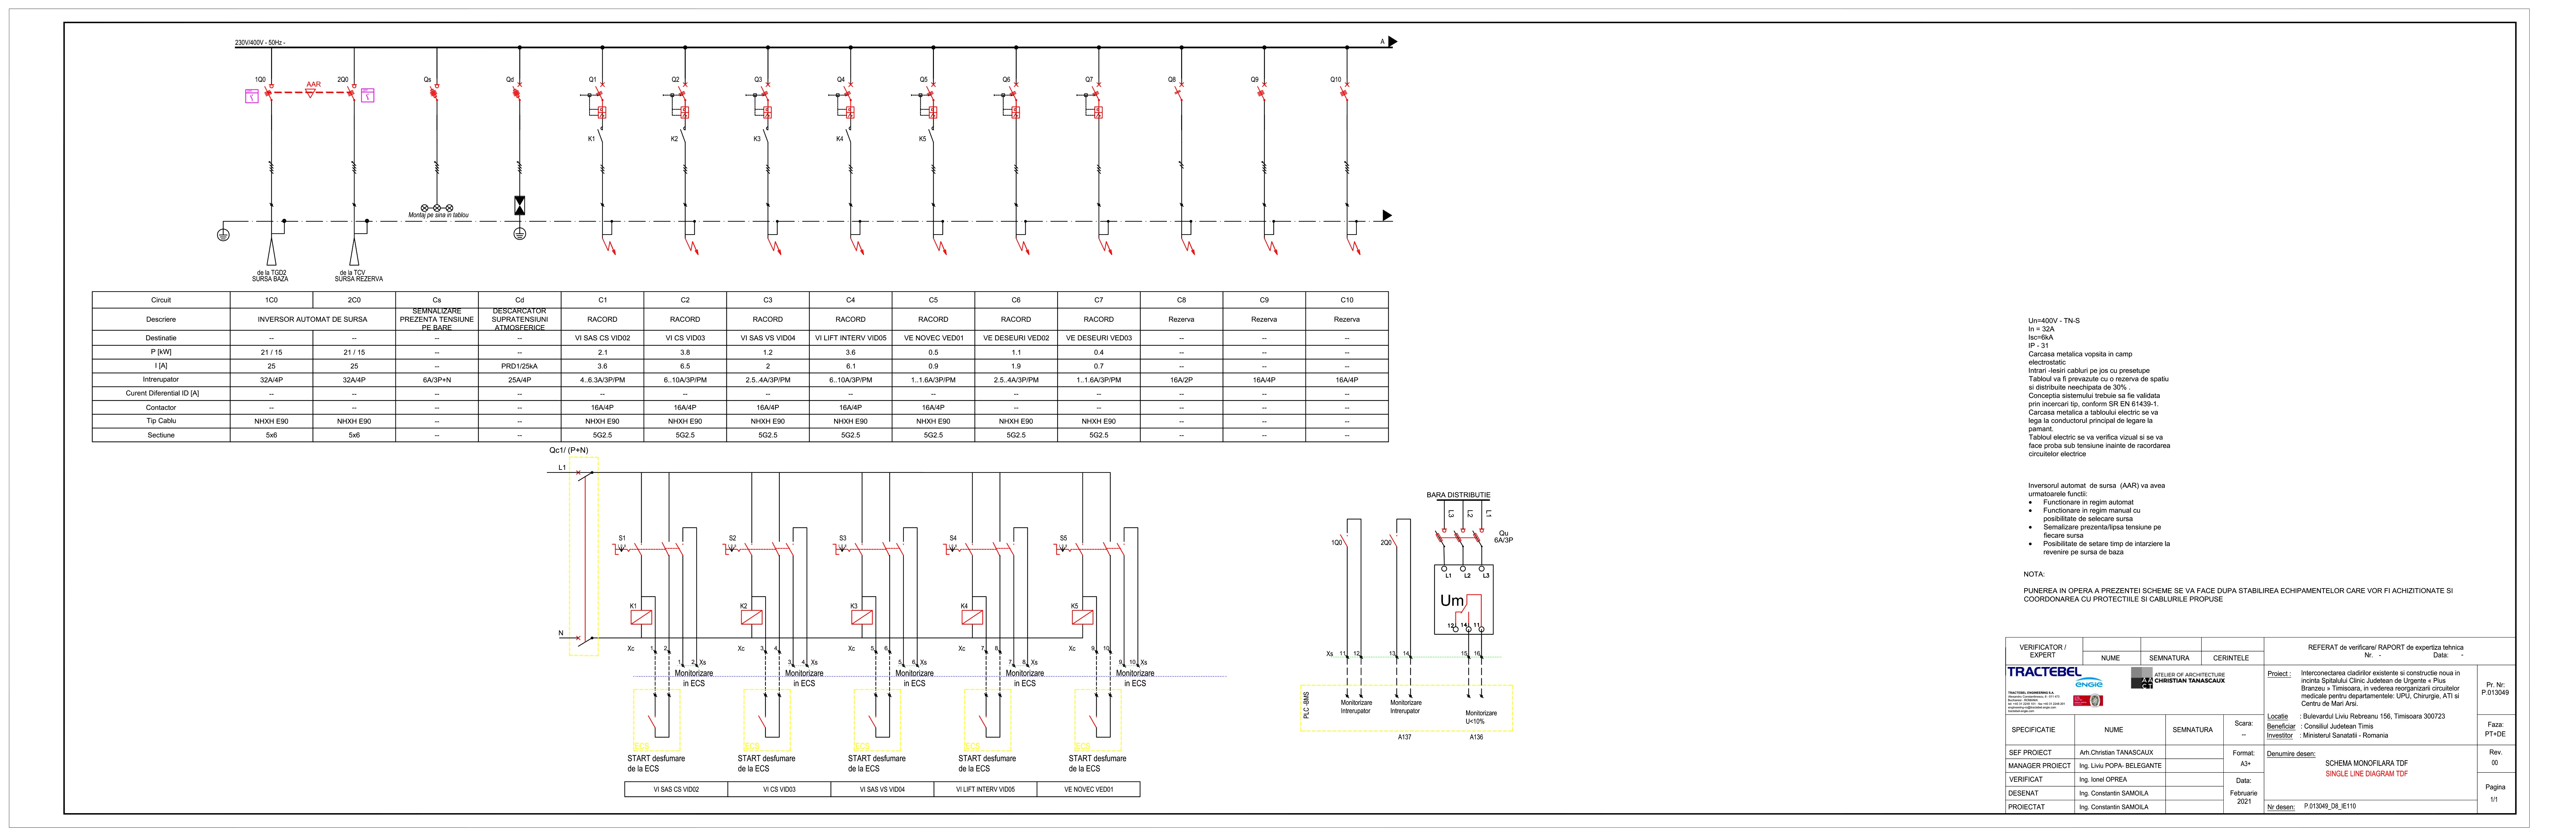 230V/400V - 50Hz -
A
1Q0
AAR
2Q0
Qs
Qd
Q1
Q2
Q3
Q4
Q5
Q6
Q7
Q8
Q9
Q10
K1
K2
K3
K4
K5
Montaj pe sina in tablou
de la TGD2
SURSA BAZA
de la TCV
SURSA REZERVA
Circuit 1C0 2C0 Cs Cd C1 C2 C3 C4 C5 C6 C7 C8 C9 C10
Descriere INVERSOR AUTOMAT DE SURSA SEMNALIZARE PREZENTA TENSIUNE PE BARE DESCARCATOR SUPRATENSIUNI ATMOSFERICE RACORD RACORD RACORD RACORD RACORD RACORD RACORD Rezerva Rezerva Rezerva
Destinatie -- -- -- -- VI SAS CS VID02 VI CS VID03 VI SAS VS VID04 VI LIFT INTERV VID05 VE NOVEC VED01 VE DESEURI VED02 VE DESEURI VED03 -- -- --
P [kW] 21 / 15 21 / 15 -- -- 2.1 3.8 1.2 3.6 0.5 1.1 0.4 -- -- --
I [A] 25 25 -- PRD1/25kA 3.6 6.5 2 6.1 0.9 1.9 0.7 -- -- --
Intrerupator 32A/4P 32A/4P 6A/3P+N 25A/4P 4..6.3A/3P/PM 6..10A/3P/PM 2.5..4A/3P/PM 6..10A/3P/PM 1..1.6A/3P/PM 2.5..4A/3P/PM 1..1.6A/3P/PM 16A/2P 16A/4P 16A/4P
Curent Diferential ID [A] -- -- -- -- -- -- -- -- -- -- -- -- -- --
Contactor -- -- -- -- 16A/4P 16A/4P 16A/4P 16A/4P 16A/4P -- -- -- -- --
Tip Cablu NHXH E90 NHXH E90 -- -- NHXH E90 NHXH E90 NHXH E90 NHXH E90 NHXH E90 NHXH E90 NHXH E90 -- -- --
Sectiune 5x6 5x6 -- -- 5G2.5 5G2.5 5G2.5 5G2.5 5G2.5 5G2.5 5G2.5 -- -- --
Qc1/ (P+N)
L1
S1 S2 S3 S4 S5
K1 K2 K3 K4 K5
N
Xc 1 2 Xc 3 4 Xc 5 6 Xc 7 8 Xc 9 10
1 2 Xs 3 4 Xs 5 6 Xs 7 8 Xs 9 10 Xs
Monitorizare Monitorizare Monitorizare Monitorizare Monitorizare
in ECS in ECS in ECS in ECS in ECS
ECS ECS ECS ECS ECS
START desfumare START desfumare START desfumare START desfumare START desfumare
de la ECS de la ECS de la ECS de la ECS de la ECS
VI SAS CS VID02 VI CS VID03 VI SAS VS VID04 VI LIFT INTERV VID05 VE NOVEC VED01
BARA DISTRIBUTIE
L3 L2 L1
1Q0
2Q0
Qu
6A/3P
L1 L2 L3
Um
12 14 11
Xs 11 12 13 14 15 16
PLC -BMS
Monitorizare
Intrerupator
Monitorizare
Intrerupator
Monitorizare
U<10%
A137
A136
Un=400V - TN-S
In = 32A
Isc=6kA
IP - 31
Carcasa metalica vopsita in camp
electrostatic
Intrari -Iesiri cabluri pe jos cu presetupe
Tabloul va fi prevazute cu o rezerva de spatiu
si distribuite neechipata de 30% .
Conceptia sistemului trebuie sa fie validata
prin incercari tip, conform SR EN 61439-1.
Carcasa metalica a tabloului electric se va
lega la conductorul principal de legare la
pamant.
Tabloul electric se va verifica vizual si se va
face proba sub tensiune inainte de racordarea
circuitelor electrice
Inversorul automat de sursa (AAR) va avea
urmatoarele functii:
• Functionare in regim automat
• Functionare in regim manual cu
posibilitate de selecare sursa
• Semalizare prezenta/lipsa tensiune pe
fiecare sursa
• Posibilitate de setare timp de intarziere la
revenire pe sursa de baza
NOTA:
PUNEREA IN OPERA A PREZENTEI SCHEME SE VA FACE DUPA STABILIREA ECHIPAMENTELOR CARE VOR FI ACHIZITIONATE SI
COORDONAREA CU PROTECTIILE SI CABLURILE PROPUSE
VERIFICATOR /
EXPERT
NUME SEMNATURA CERINTELE
REFERAT de verificare/ RAPORT de expertiza tehnica
Nr. - Data: -
TRACTEBEL
ENGIE
ATELIER OF ARCHITECTURE
CHRISTIAN TANASCAUX
TRACTEBEL ENGINEERING S.A
Proiect : Interconectarea cladirilor existente si constructie noua in
incinta Spitalului Clinic Judetean de Urgente « Pius
Branzeu » Timisoara, in vederea reorganizarii circuitelor
medicale pentru departamentele: UPU, Chirurgie, ATI si
Centru de Mari Arsi.
Pr. Nr:
P.013049
Locatie : Bulevardul Liviu Rebreanu 156, Timisoara 300723
Beneficiar : Consiliul Judetean Timis
Investitor : Ministerul Sanatatii - Romania
Faza:
PT+DE
SPECIFICATIE NUME SEMNATURA
Scara:
--
SEF PROIECT Arh.Christian TANASCAUX
MANAGER PROIECT Ing. Liviu POPA- BELEGANTE
VERIFICAT Ing. Ionel OPREA
DESENAT Ing. Constantin SAMOILA
PROIECTAT Ing. Constantin SAMOILA
Format:
A3+
Data:
Februarie
2021
Denumire desen:
SCHEMA MONOFILARA TDF
SINGLE LINE DIAGRAM TDF
Rev.
00
Pagina
1/1
Nr desen: P.013049_D8_IE110